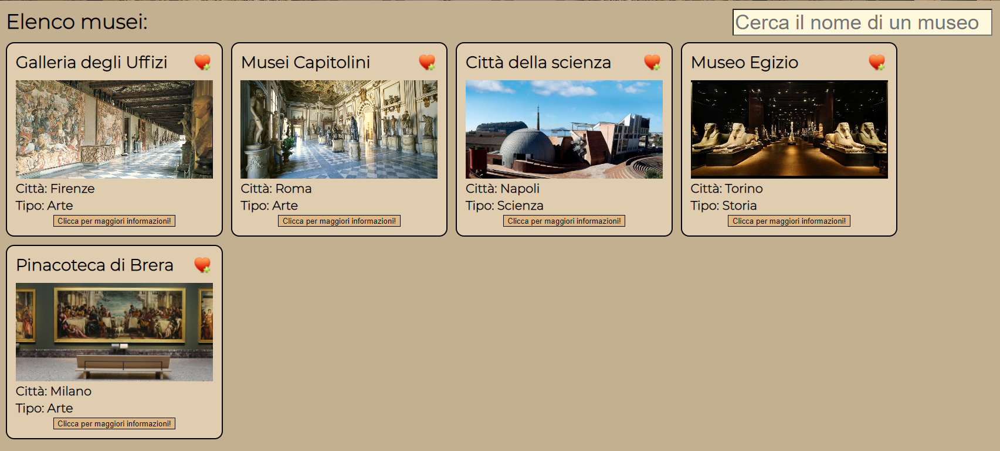 Elenco musei:
Cerca il nome di un museo
Galleria degli Uffizi
Città: Firenze
Tipo: Arte
Clicca per maggiori informazioni!
Musei Capitolini
Città: Roma
Tipo: Arte
Clicca per maggiori informazioni!
Città della scienza
Città: Napoli
Tipo: Scienza
Clicca per maggiori informazioni!
Museo Egizio
Città: Torino
Tipo: Storia
Clicca per maggiori informazioni!
Pinacoteca di Brera
Città: Milano
Tipo: Arte
Clicca per maggiori informazioni!